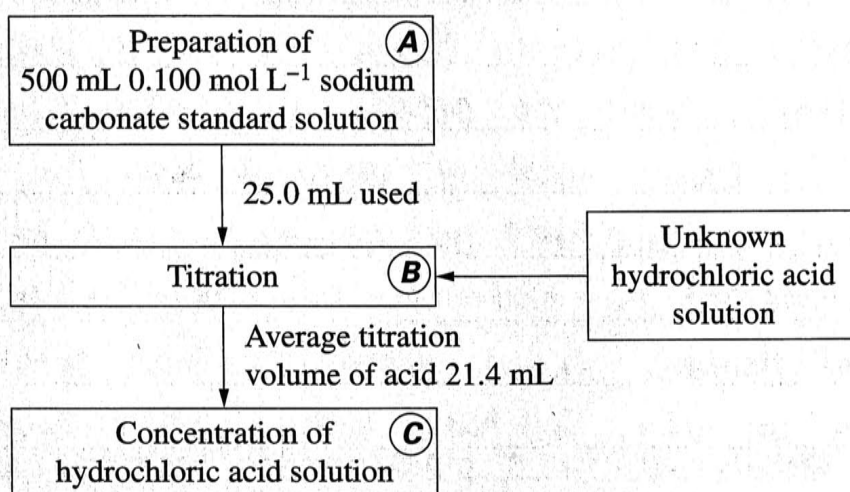 Preparation of A
500 mL 0.100 mol L⁻¹ sodium
carbonate standard solution
25.0 mL used
Titration B
Unknown
hydrochloric acid
solution
Average titration
volume of acid 21.4 mL
Concentration of C
hydrochloric acid solution